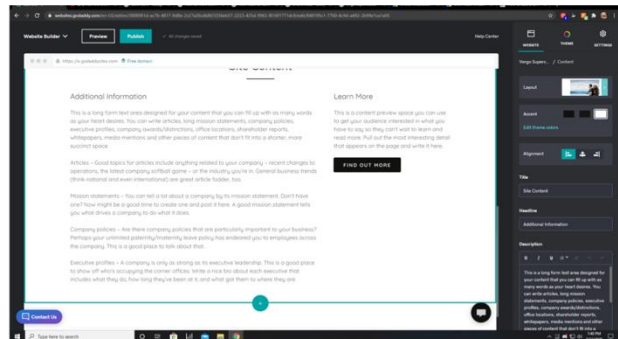 Website Builder
Preview
Publish
All changes saved
Help Center
WEBSITE
THEME
SETTINGS
Free domain
/ Content
Site Content
Additional Information
This is a long form text area designed for your content that you can fill up with as many words
as your heart desires. You can write articles, long mission statements, company policies,
executive profiles, company awards/distinctions, office locations, shareholder reports,
whitepapers, media mentions and other pieces of content that don't fit into a shorter, more
succinct space.
Articles – Good topics for articles include anything related to your company – recent changes to
operations, the latest company softball game – or the industry you're in. General business trends
(think national and even international) are great article fodder, too.
Mission statements – You can tell a lot about a company by its mission statement. Don't have
one? Now might be a good time to create one and post it here. A good mission statement tells
you what drives a company to do what it does.
Company policies – Are there company policies that are particularly important to your business?
Perhaps your unlimited paternity/maternity leave policy has endeared you to employees across
the company. This is a good place to talk about that.
Executive profiles – A company is only as strong as its executive leadership. This is a good place
to show off who's occupying the corner offices. Write a nice bio about each executive that
includes what they do, how long they've been at it, and what got them to where they are.
Learn More
This is a content preview space you can use
to get your audience interested in what you
have to say so they can't wait to learn and
read more. Pull out the most interesting detail
that appears on the page and write it here.
FIND OUT MORE
Layout
Accent
Edit theme colors
Alignment
Title
Site Content
Headline
Additional Information
Description
B I U
This is a long form text area designed for
your content that you can fill up with as
many words as your heart desires. You
can write articles, long mission
statements, company policies, executive
profiles, company awards/distinctions,
office locations, shareholder reports,
whitepapers, media mentions and other
pieces of content that don't fit into a
Contact Us
Type here to search